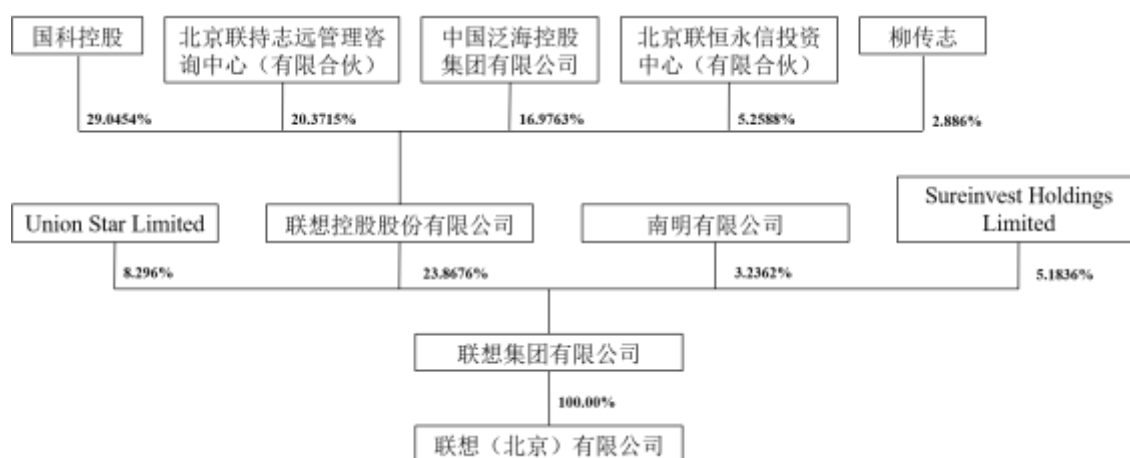 国科控股
北京联持志远管理咨
询中心（有限合伙）
中国泛海控股
集团有限公司
北京联恒永信投资
中心（有限合伙）
柳传志
29.0454%
20.3715%
16.9763%
5.2588%
2.886%
Union Star Limited
联想控股股份有限公司
南明有限公司
Sureinvest Holdings
Limited
8.296%
23.8676%
3.2362%
5.1836%
联想集团有限公司
100.00%
联想（北京）有限公司